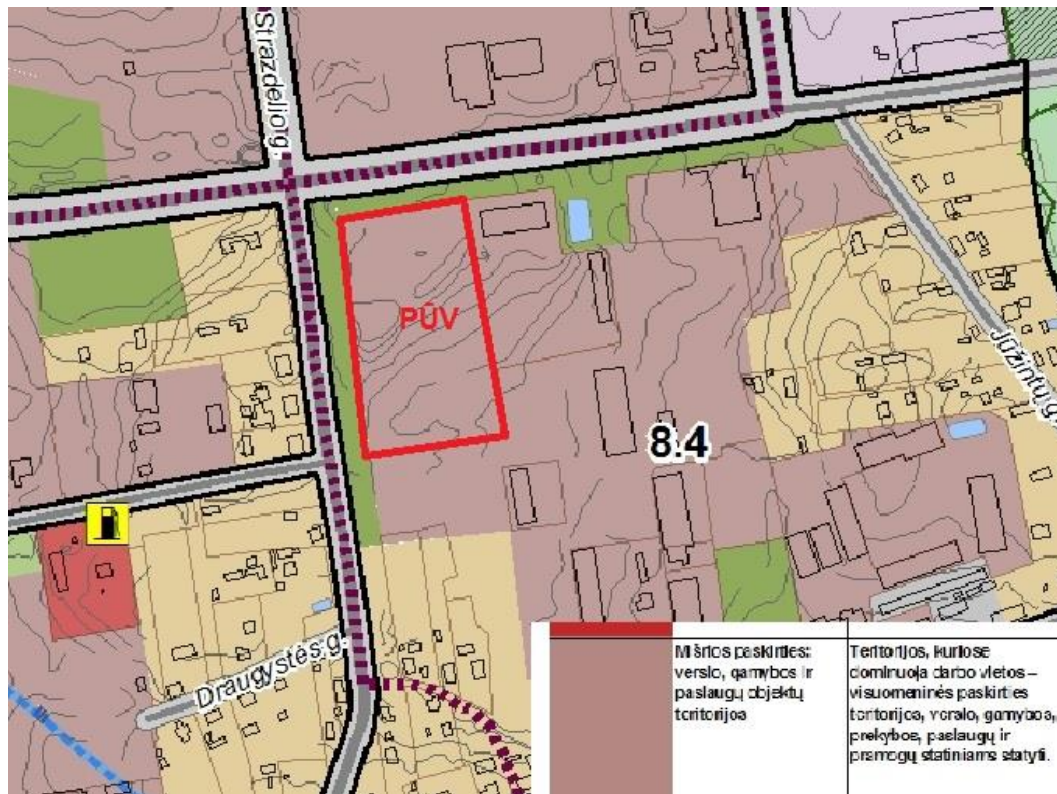 Strazdelio g.
PŪV
8.4
Jūžintų g.
Draugystės g.
Mišrios paskirties:
verslo, gamybos ir
paslaugų objektų
teritorijos
Teritorijos, kuriose
dominuoja darbo vietos –
visuomeninės paskirties
teritorijos, verslo, gamybos,
prekybos, paslaugų ir
pramogų statiniams statyti.